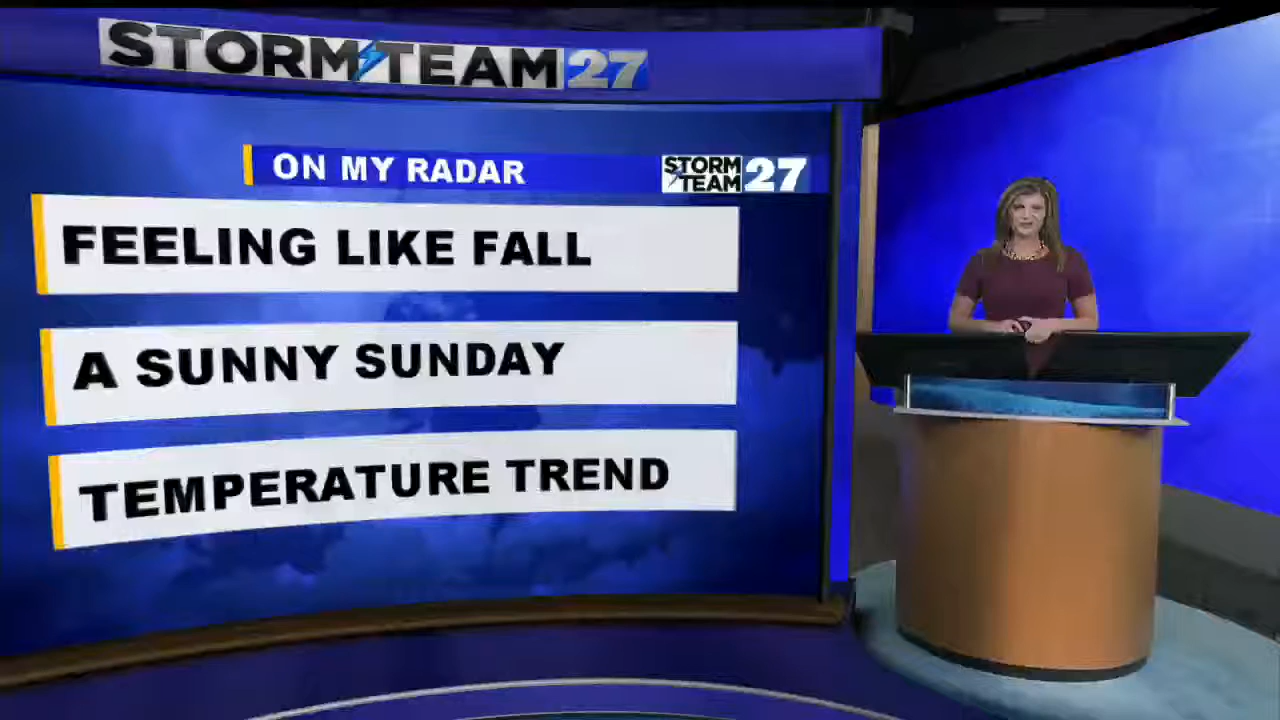 STORM TEAM 27
ON MY RADAR
STORM TEAM 27
FEELING LIKE FALL
A SUNNY SUNDAY
TEMPERATURE TREND